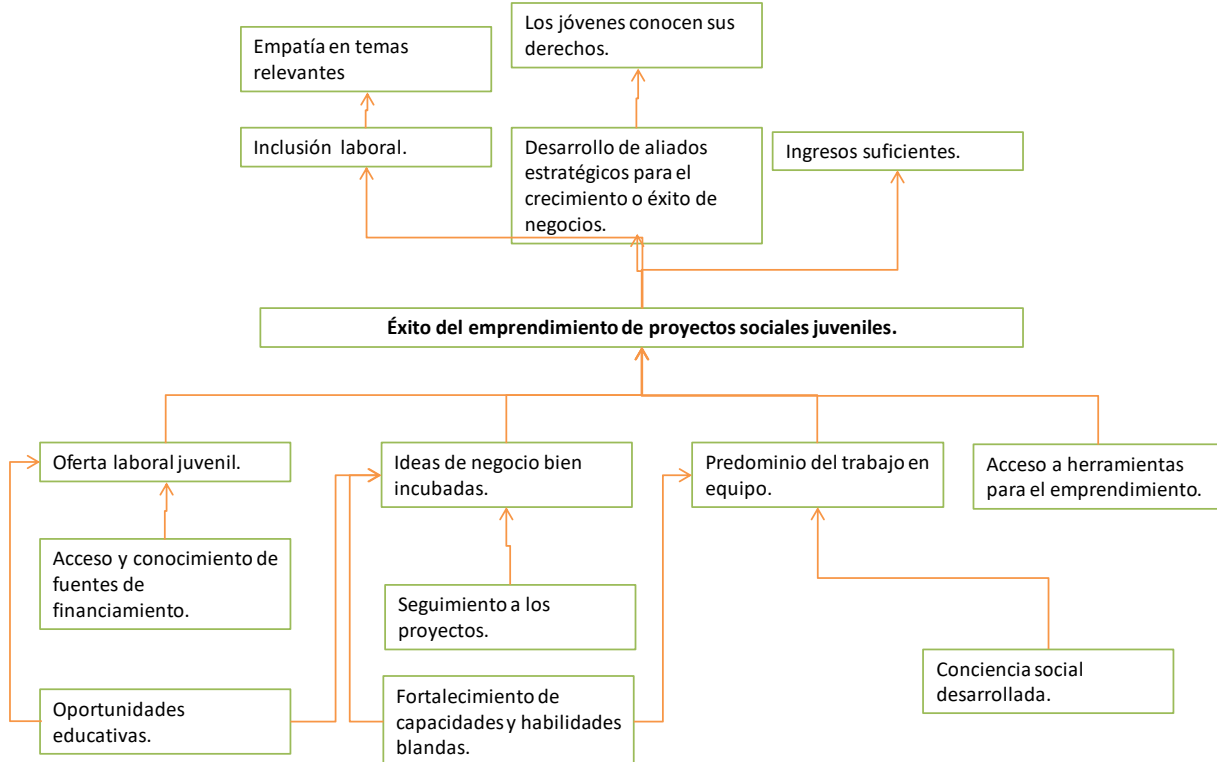 Los jóvenes conocen sus
derechos.
Empatía en temas
relevantes
Inclusión laboral.
Desarrollo de aliados
estratégicos para el
crecimiento o éxito de
negocios.
Ingresos suficientes.
Éxito del emprendimiento de proyectos sociales juveniles.
Oferta laboral juvenil.
Ideas de negocio bien
incubadas.
Predominio del trabajo en
equipo.
Acceso a herramientas
para el emprendimiento.
Acceso y conocimiento de
fuentes de
financiamiento.
Seguimiento a los
proyectos.
Conciencia social
desarrollada.
Oportunidades
educativas.
Fortalecimiento de
capacidades y habilidades
blandas.